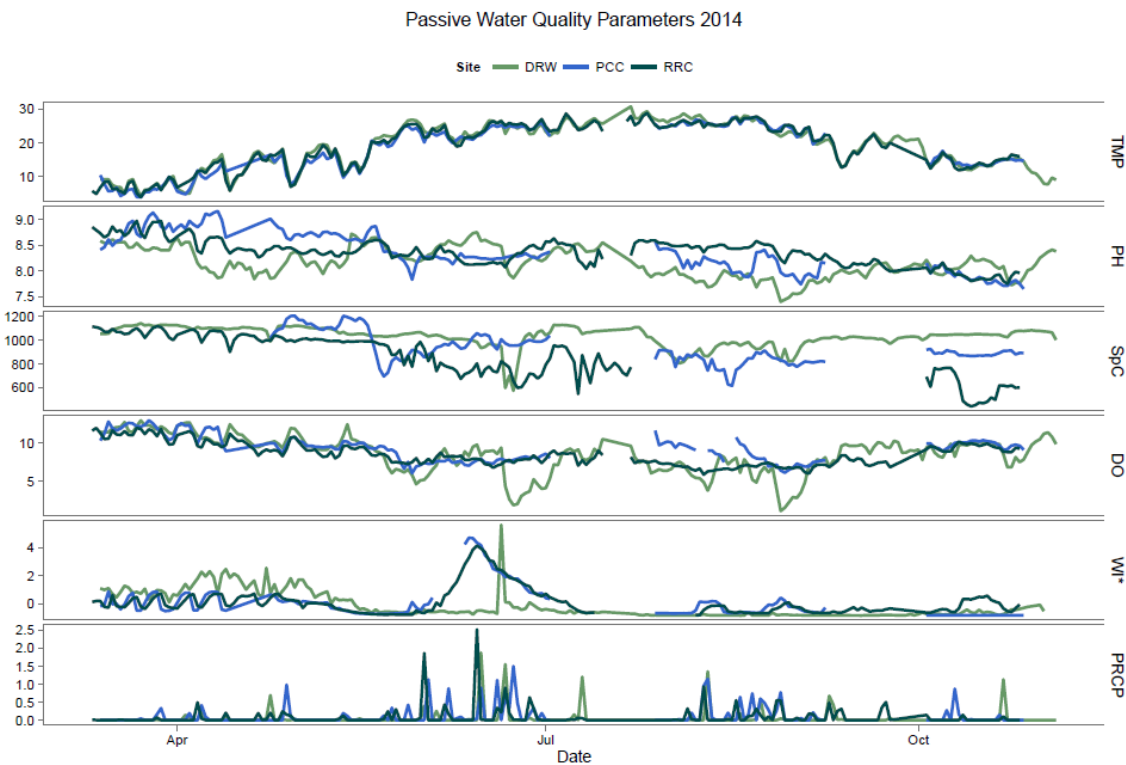 Passive Water Quality Parameters 2014
Site DRW PCC RRC
30
20
10
TMP
9.0
8.5
8.0
7.5
PH
1200
1000
800
600
SpC
10
5
DO
4
2
0
WI*
2.5
2.0
1.5
1.0
0.5
0.0
PRCP
Apr Jul Oct
Date